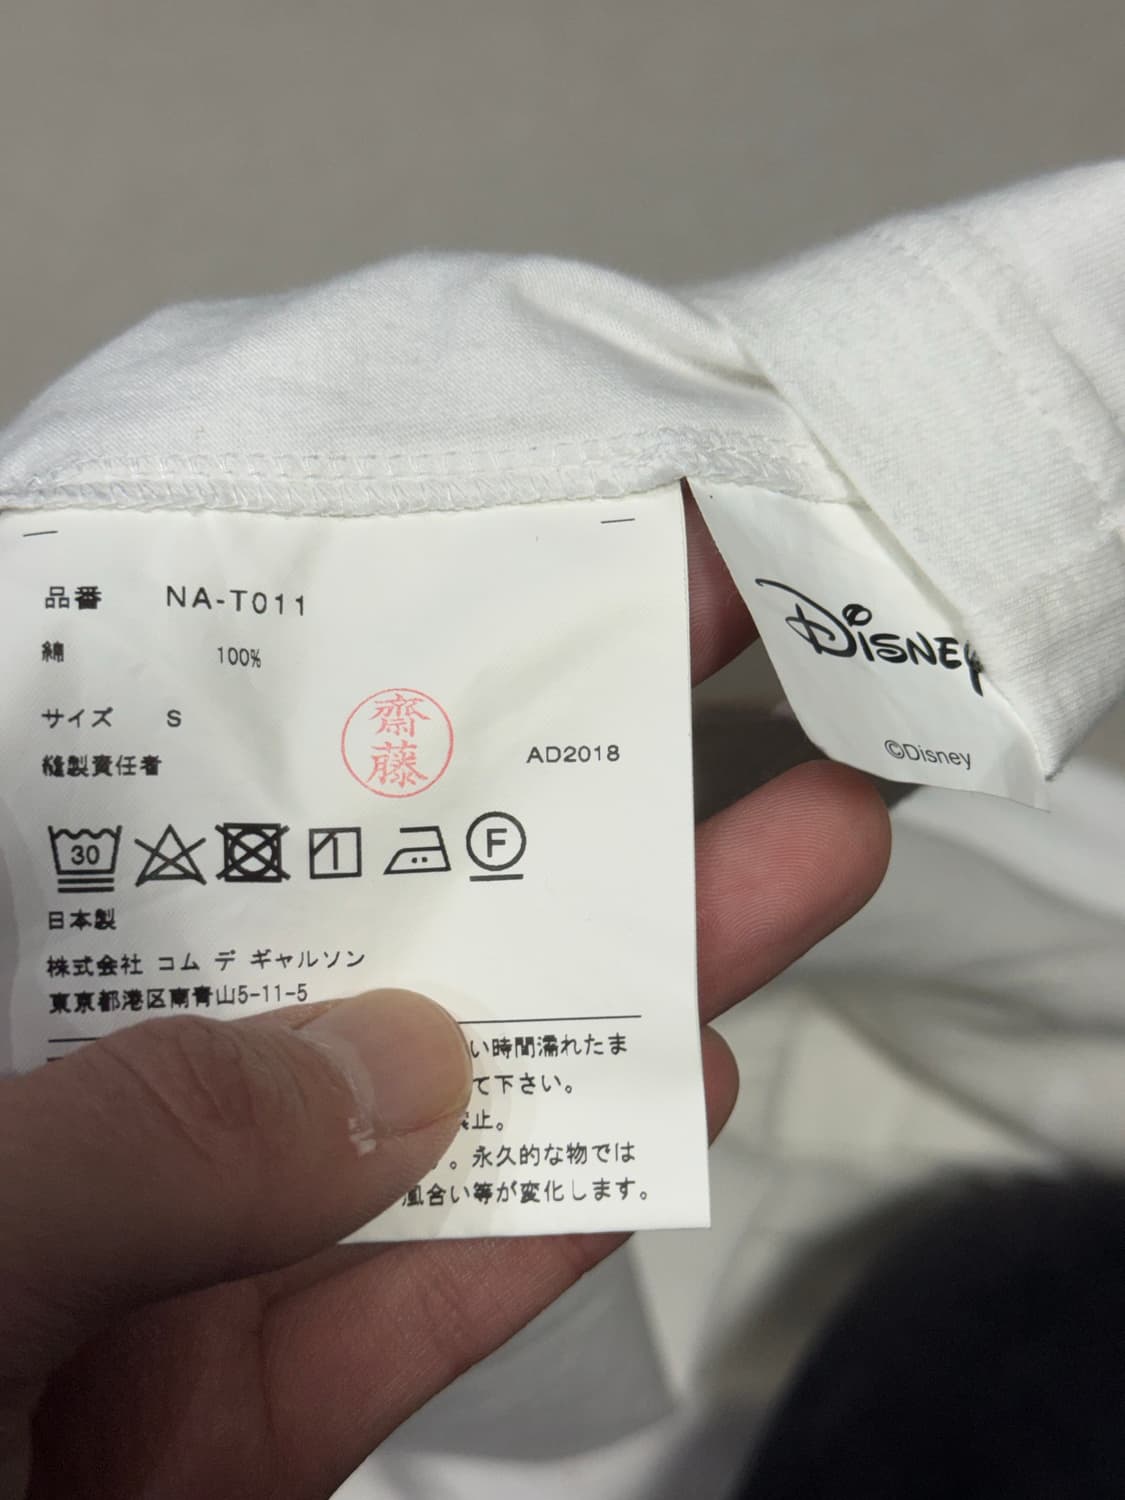 品番 NA-T011
綿 100%
サイズ S
縫製責任者 齋藤 AD2018
30 1 F
日本製
株式会社 コム デ ギャルソン
東京都港区南青山5-11-5
い時間濡れたま
て下さい。
止。
。永久的な物では
風合い等が変化します。
Disney
©Disney